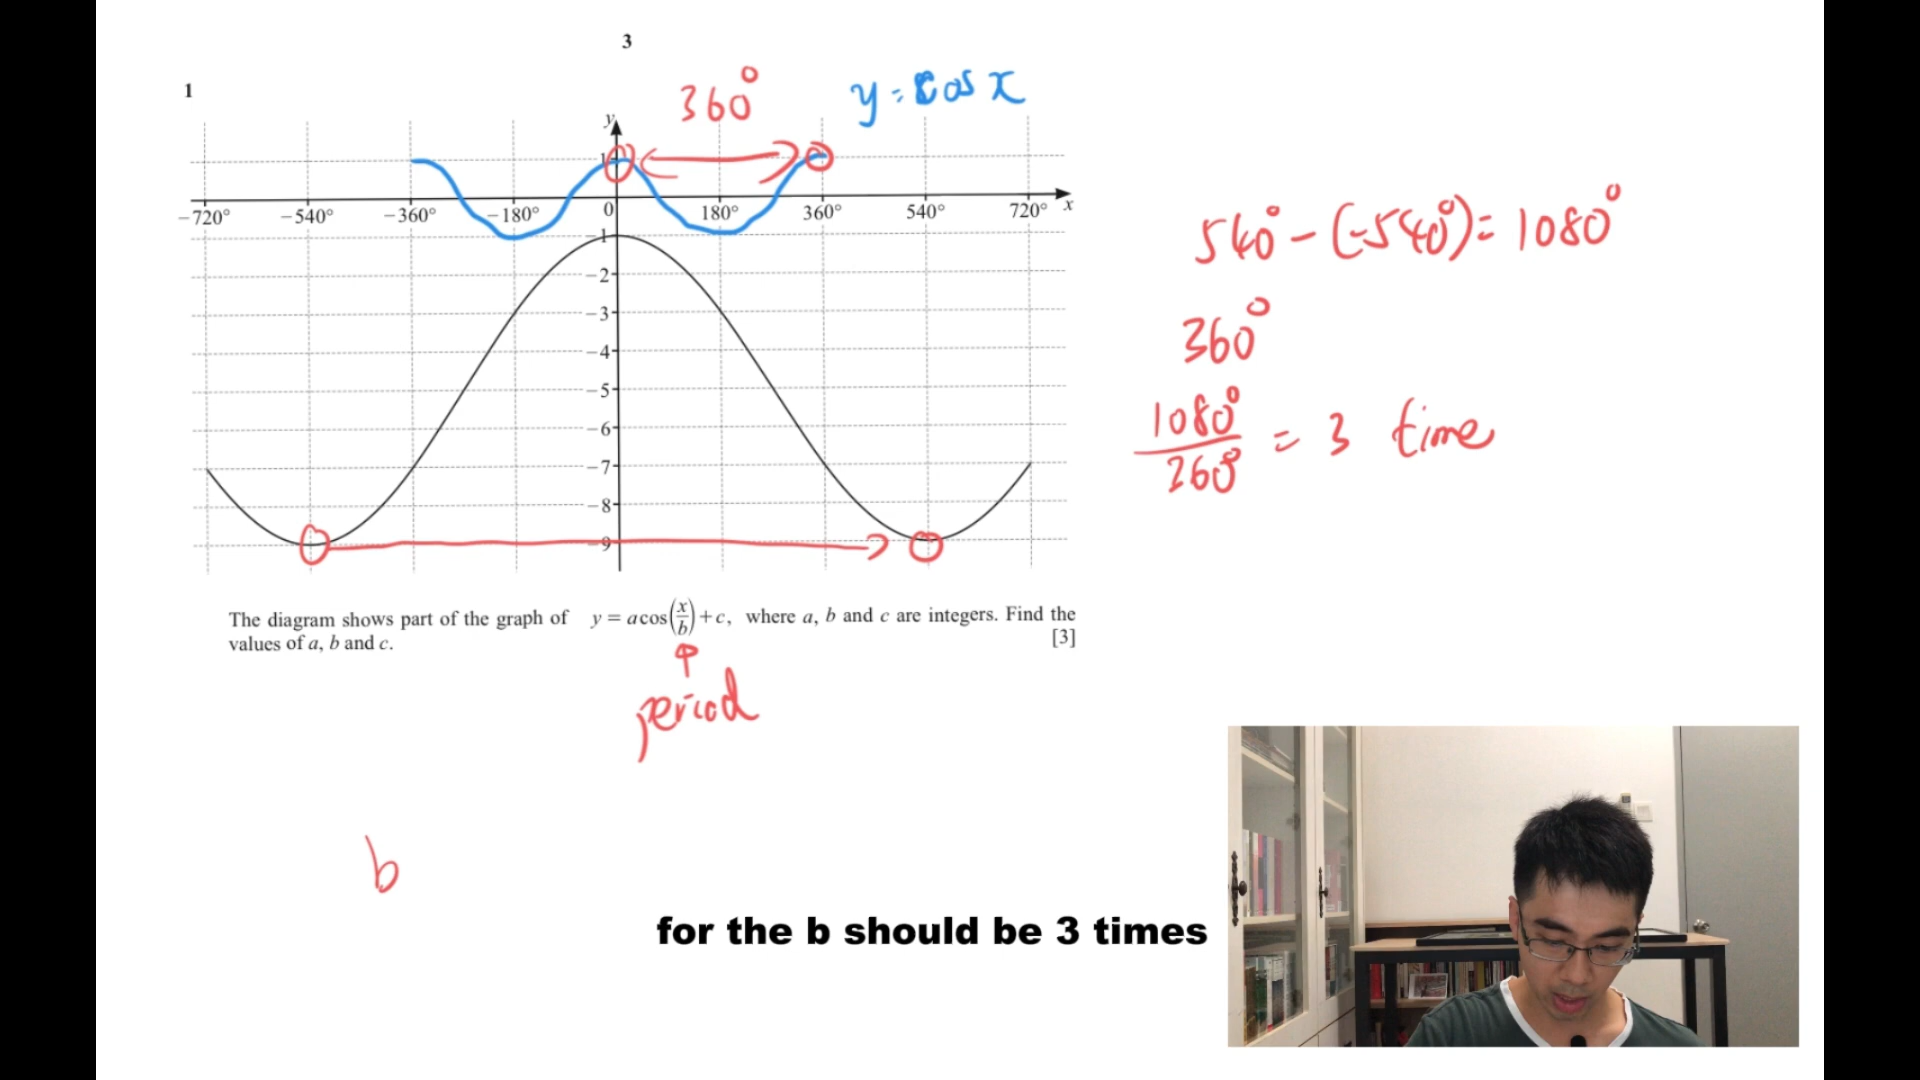 3
1
360°
y = cos x
y
1
−720° −540° −360° −180° 0 180° 360° 540° 720° x
−1
−2
−3
−4
−5
−6
−7
−8
−9
The diagram shows part of the graph of y = a cos(x/b) + c, where a, b and c are integers. Find the
values of a, b and c. [3]
period
b
540° − (−540°) = 1080°
360°
1080°/260° = 3 time
for the b should be 3 times